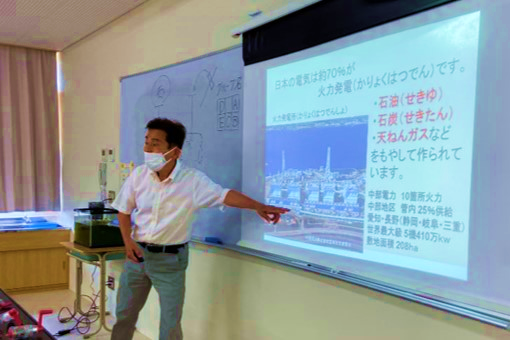 日本の電気は約70%が
火力発電(かりょくはつでん)です。
・石油(せきゆ)
・石炭(せきたん)
・天ねんガスなど
をもやして作られて
います。
火力発電所(かりょくはつでんしょ)
中部電力 10箇所火力
中部地区 管内25%供給
愛知・長野(静岡・岐阜・三重)
世界最大級 5機410万kw
敷地面積 208ha
グループ名